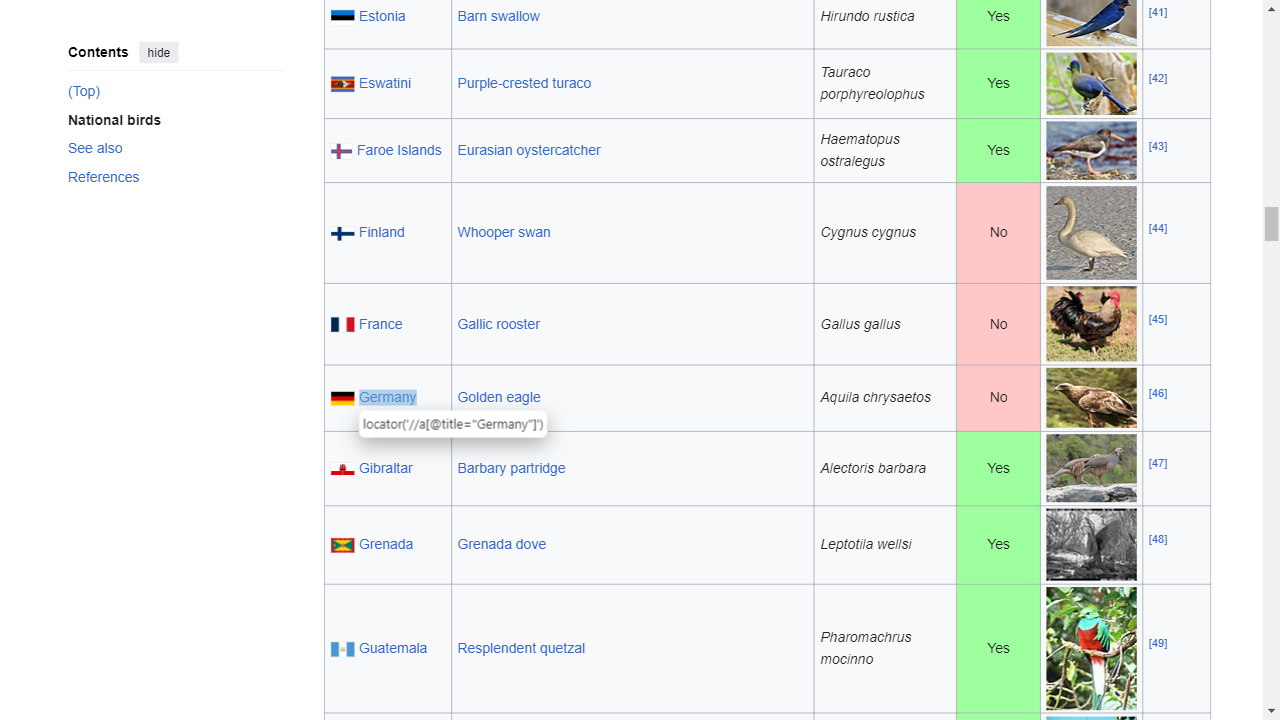 Contents hide
(Top)
National birds
See also
References
Estonia Barn swallow Hirundo rustica Yes [41]
Eswatini Purple-crested turaco Tauraco
porphyreolophus Yes [42]
Faroe Islands Eurasian oystercatcher Haematopus
ostralegus Yes [43]
Finland Whooper swan Cygnus cygnus No [44]
France Gallic rooster Gallus gallus No [45]
Germany Golden eagle Aquila chrysaetos No [46]
locator('//a[@title="Germany"]')
Gibraltar Barbary partridge Alectoris barbara Yes [47]
Grenada Grenada dove Leptotila wellsi Yes [48]
Guatemala Resplendent quetzal Pharomachrus
mocinno Yes [49]